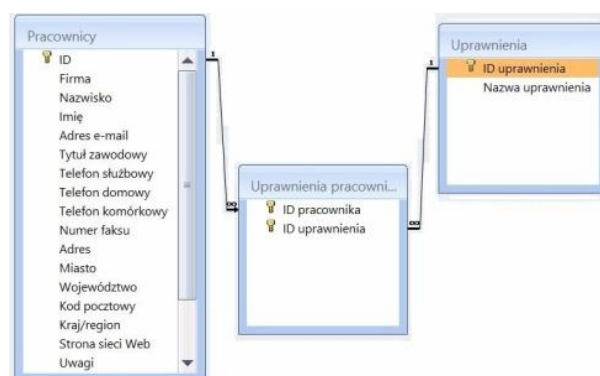 Pracownicy
ID
Firma
Nazwisko
Imię
Adres e-mail
Tytuł zawodowy
Telefon służbowy
Telefon domowy
Telefon komórkowy
Numer faksu
Adres
Miasto
Województwo
Kod pocztowy
Kraj/region
Strona sieci Web
Uwagi
1
∞
Uprawnienia pracowni...
ID pracownika
ID uprawnienia
∞
1
Uprawnienia
ID uprawnienia
Nazwa uprawnienia